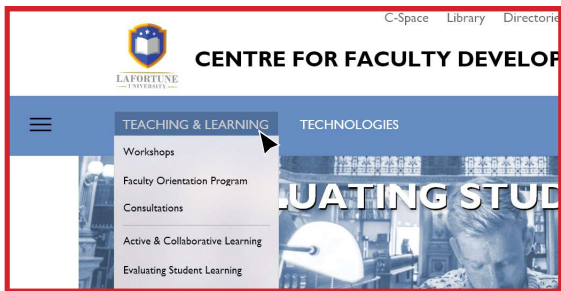 C-Space Library Directorie
LAFORTUNE
UNIVERSITY
CENTRE FOR FACULTY DEVELOP
TEACHING & LEARNING TECHNOLOGIES
Workshops
Faculty Orientation Program
Consultations
Active & Collaborative Learning
Evaluating Student Learning
UATING STUD